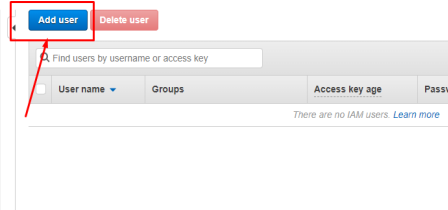 Add user Delete user
Find users by username or access key
User name Groups Access key age Passw
There are no IAM users. Learn more